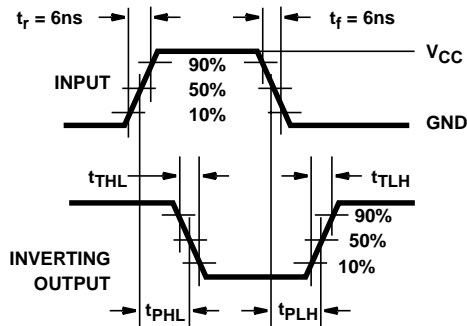 tr = 6ns
tf = 6ns
VCC
90%
INPUT
50%
10%
GND
tTHL
tTLH
90%
50%
INVERTING
OUTPUT
10%
tPHL
tPLH